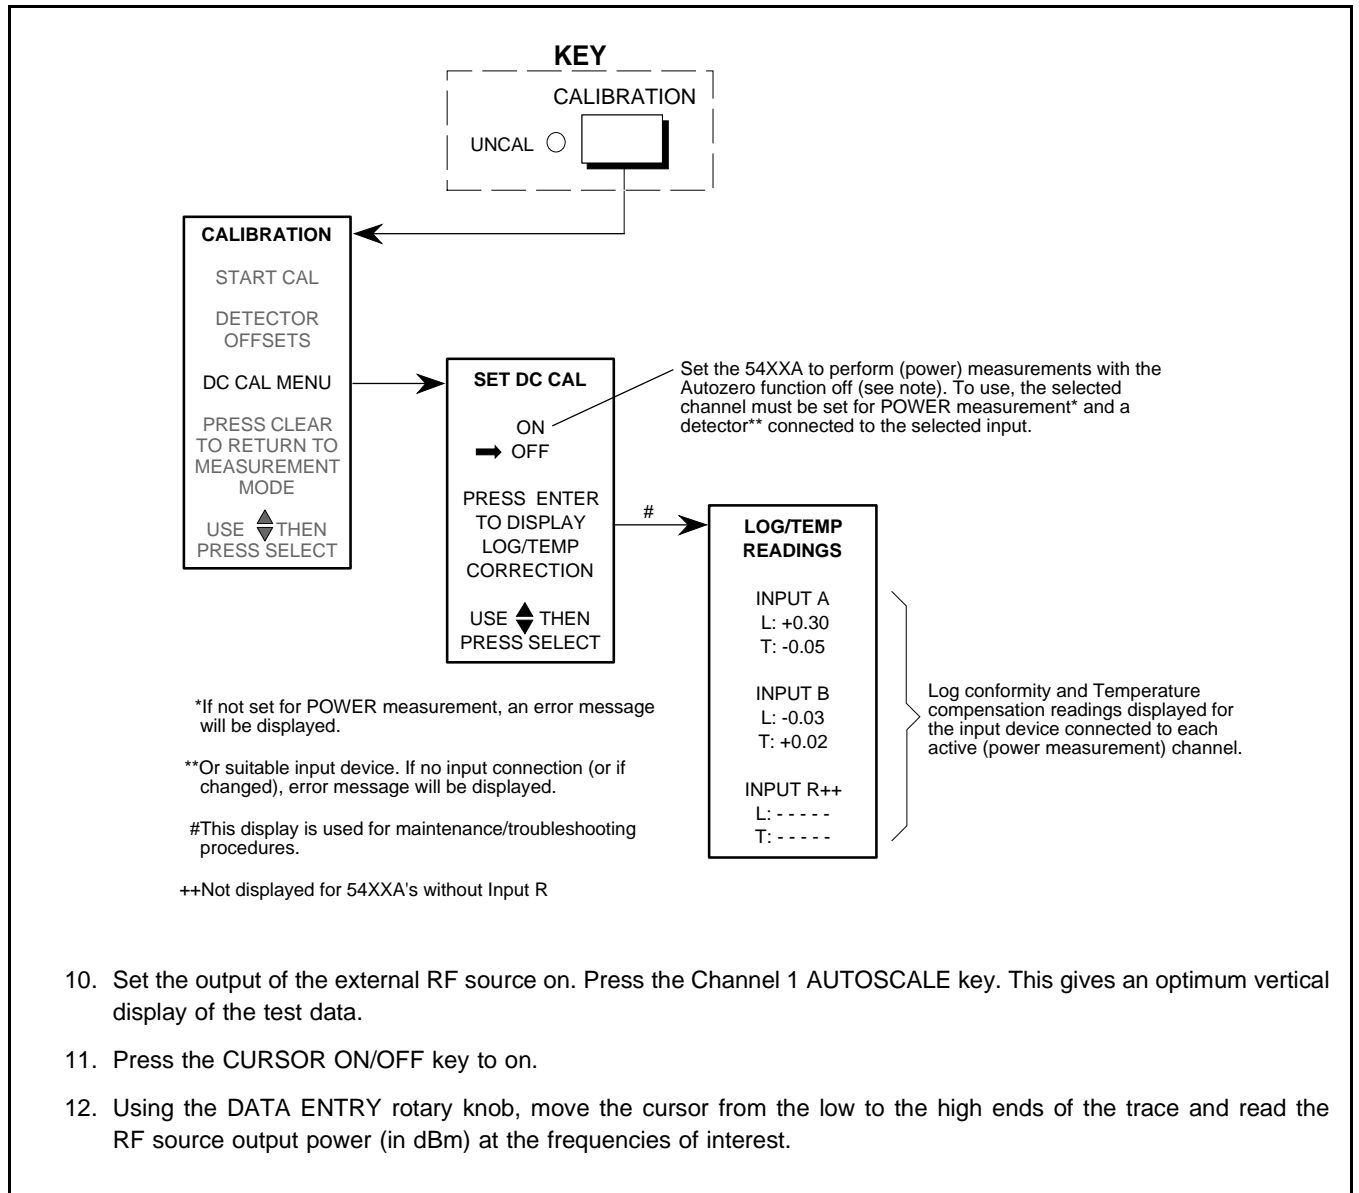 KEY
CALIBRATION
UNCAL
CALIBRATION
START CAL
DETECTOR
OFFSETS
DC CAL MENU
PRESS CLEAR
TO RETURN TO
MEASUREMENT
MODE
USE THEN
PRESS SELECT
SET DC CAL
ON
OFF
PRESS ENTER
TO DISPLAY
LOG/TEMP
CORRECTION
USE THEN
PRESS SELECT
Set the 54XXA to perform (power) measurements with the
Autozero function off (see note). To use, the selected
channel must be set for POWER measurement* and a
detector** connected to the selected input.
#
LOG/TEMP
READINGS
INPUT A
L: +0.30
T: -0.05
INPUT B
L: -0.03
T: +0.02
INPUT R++
L: - - - - -
T: - - - - -
Log conformity and Temperature
compensation readings displayed for
the input device connected to each
active (power measurement) channel.
*If not set for POWER measurement, an error message
will be displayed.
**Or suitable input device. If no input connection (or if
changed), error message will be displayed.
#This display is used for maintenance/troubleshooting
procedures.
++Not displayed for 54XXA's without Input R
10. Set the output of the external RF source on. Press the Channel 1 AUTOSCALE key. This gives an optimum vertical
display of the test data.
11. Press the CURSOR ON/OFF key to on.
12. Using the DATA ENTRY rotary knob, move the cursor from the low to the high ends of the trace and read the
RF source output power (in dBm) at the frequencies of interest.